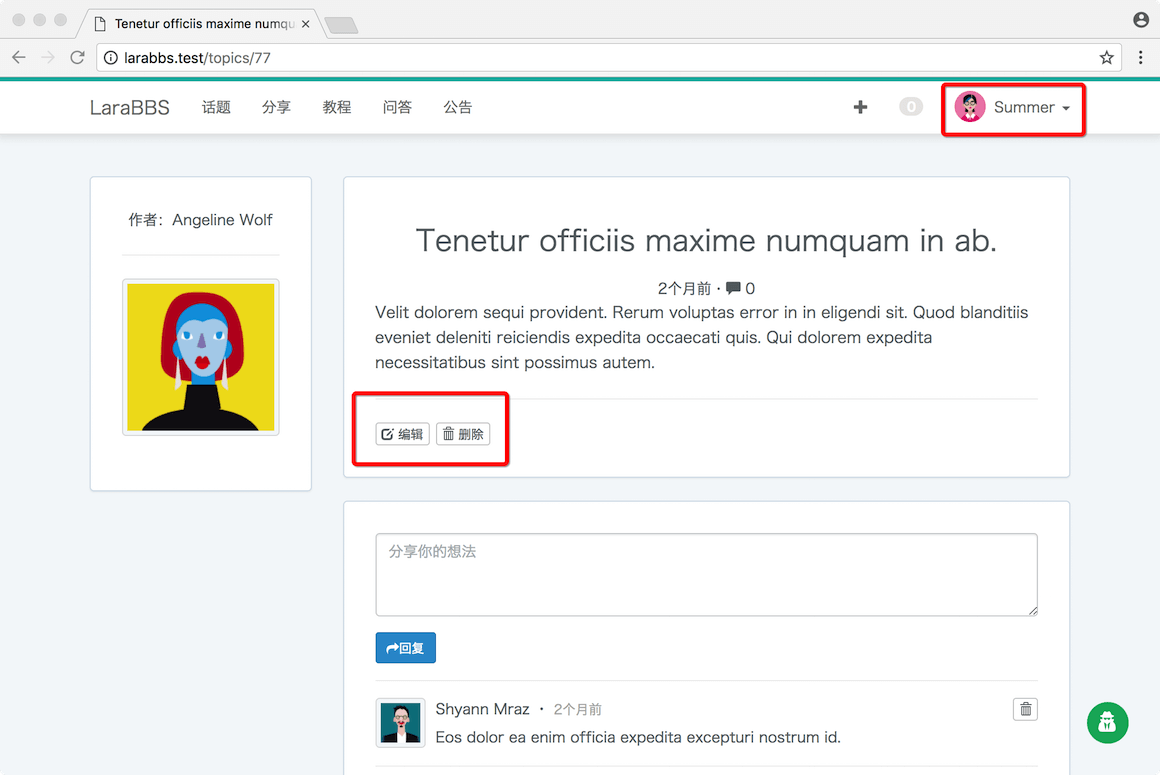 Tenetur officiis maxime numqu
larabbs.test/topics/77
LaraBBS 话题 分享 教程 问答 公告 0 Summer
作者：Angeline Wolf
Tenetur officiis maxime numquam in ab.
2个月前 · 0
Velit dolorem sequi provident. Rerum voluptas error in in eligendi sit. Quod blanditiis
eveniet deleniti reiciendis expedita occaecati quis. Qui dolorem expedita
necessitatibus sint possimus autem.
编辑 删除
分享你的想法
回复
Shyann Mraz · 2个月前
Eos dolor ea enim officia expedita excepturi nostrum id.